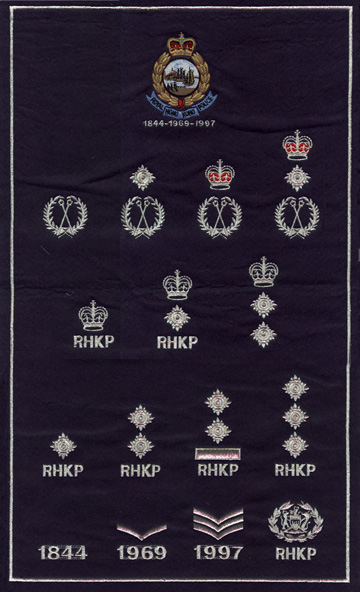 ROYAL HONG KONG POLICE
1844-1969-1997
RHKP RHKP
RHKP RHKP RHKP RHKP
1844 1969 1997 RHKP